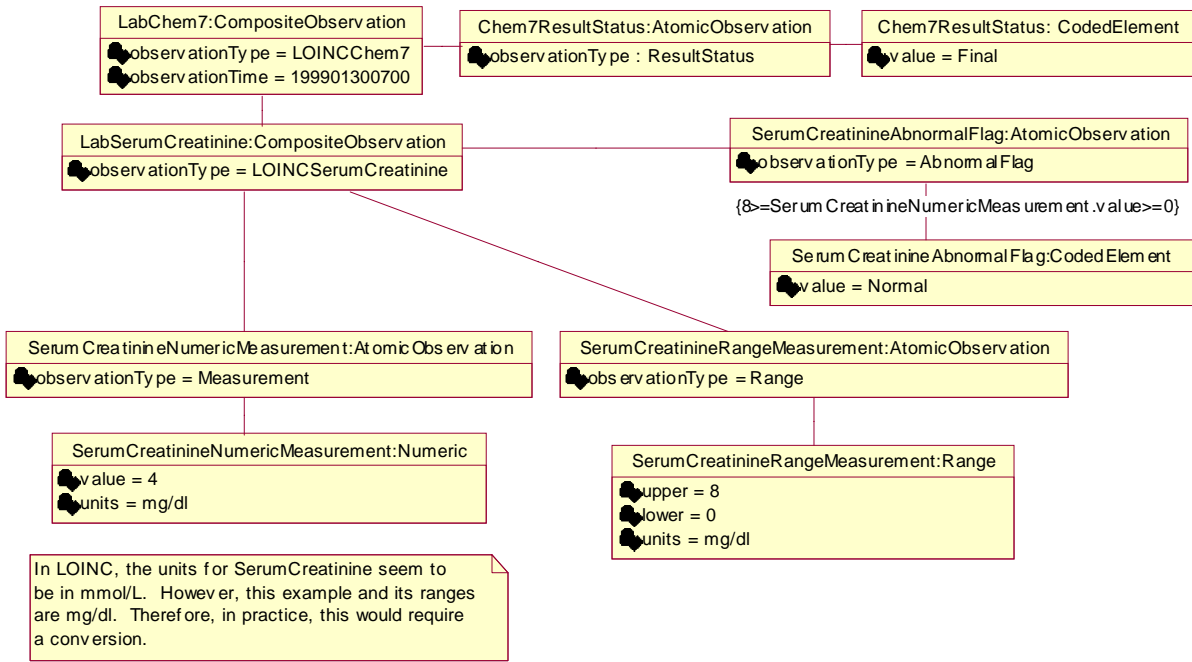 LabChem7:CompositeObservation
observationType = LOINCChem7
observationTime = 199901300700
Chem7ResultStatus:AtomicObservation
observationType : ResultStatus
Chem7ResultStatus: CodedElement
value = Final
LabSerumCreatinine:CompositeObservation
observationType = LOINCSerumCreatinine
SerumCreatinineAbnormalFlag:AtomicObservation
observationType = AbnormalFlag
{8>=SerumCreatinineNumericMeasurement.value>=0}
SerumCreatinineAbnormalFlag:CodedElement
value = Normal
SerumCreatinineNumericMeasurement:AtomicObservation
observationType = Measurement
SerumCreatinineRangeMeasurement:AtomicObservation
observationType = Range
SerumCreatinineNumericMeasurement:Numeric
value = 4
units = mg/dl
SerumCreatinineRangeMeasurement:Range
upper = 8
lower = 0
units = mg/dl
In LOINC, the units for SerumCreatinine seem to
be in mmol/L. However, this example and its ranges
are mg/dl. Therefore, in practice, this would require
a conversion.